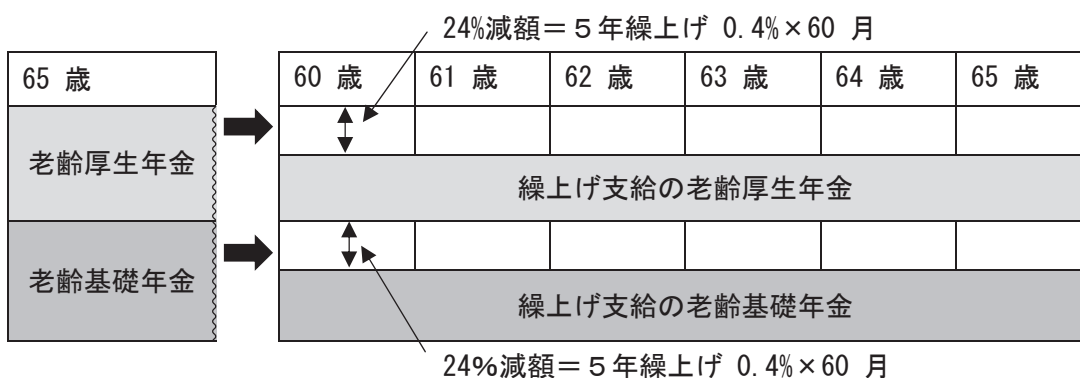 24%減額=５年繰上げ 0.4%×60 月
65 歳
60 歳
61 歳
62 歳
63 歳
64 歳
65 歳
老齢厚生年金
繰上げ支給の老齢厚生年金
老齢基礎年金
繰上げ支給の老齢基礎年金
24％減額=５年繰上げ 0.4%×60 月